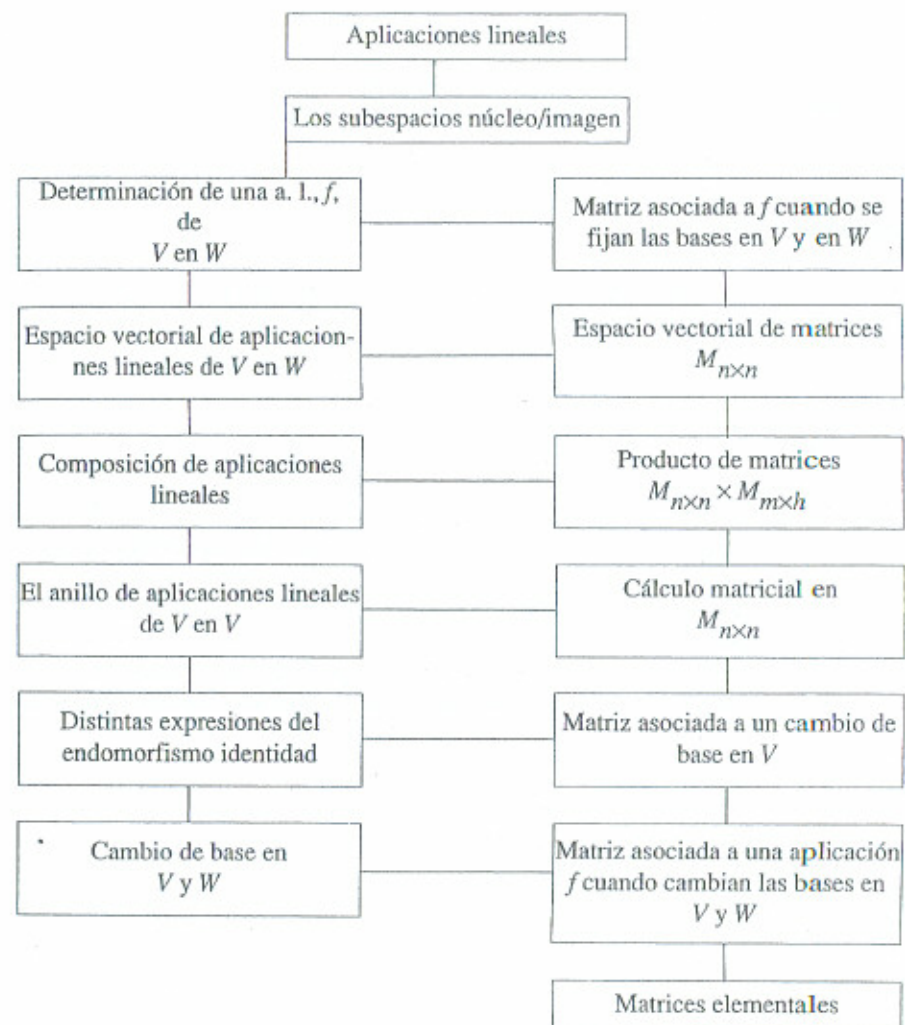 Aplicaciones lineales
Los subespacios núcleo/imagen
Determinación de una a. l., f,
de
V en W
Matriz asociada a f cuando se
fijan las bases en V y en W
Espacio vectorial de aplicacion-
nes lineales de V en W
Espacio vectorial de matrices
M n×n
Composición de aplicaciones
lineales
Producto de matrices
M n×n × M m×h
El anillo de aplicaciones lineales
de V en V
Cálculo matricial en
M n×n
Distintas expresiones del
endomorfismo identidad
Matriz asociada a un cambio de
base en V
Cambio de base en
V y W
Matriz asociada a una aplicación
f cuando cambian las bases en
V y W
Matrices elementales